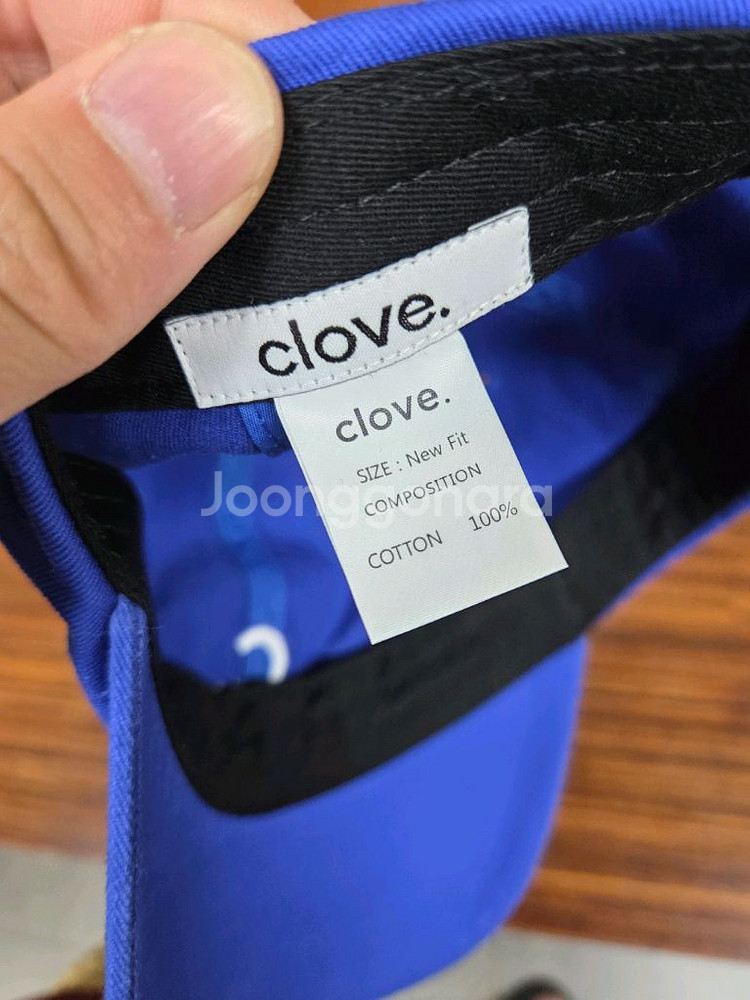 clove.
clove.
SIZE : New Fit
COMPOSITION
Joonggonara
COTTON 100%